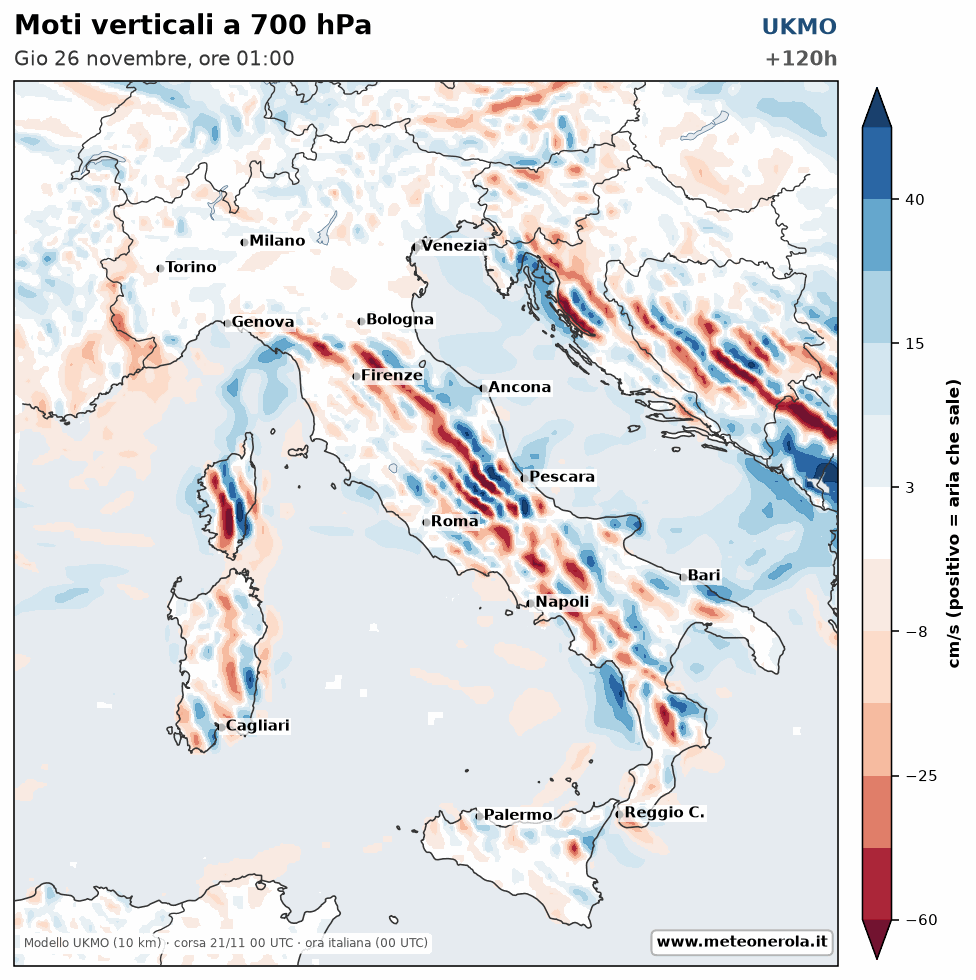 Moti verticali a 700 hPa
UKMO
Gio 26 novembre, ore 01:00
+120h
Milano
Venezia
Torino
Genova
Bologna
Firenze
Ancona
Pescara
Roma
Bari
Napoli
Cagliari
Palermo
Reggio C.
40
15
3
−8
−25
−60
cm/s (positivo = aria che sale)
Modello UKMO (10 km) · corsa 21/11 00 UTC · ora italiana (00 UTC)
www.meteonerola.it